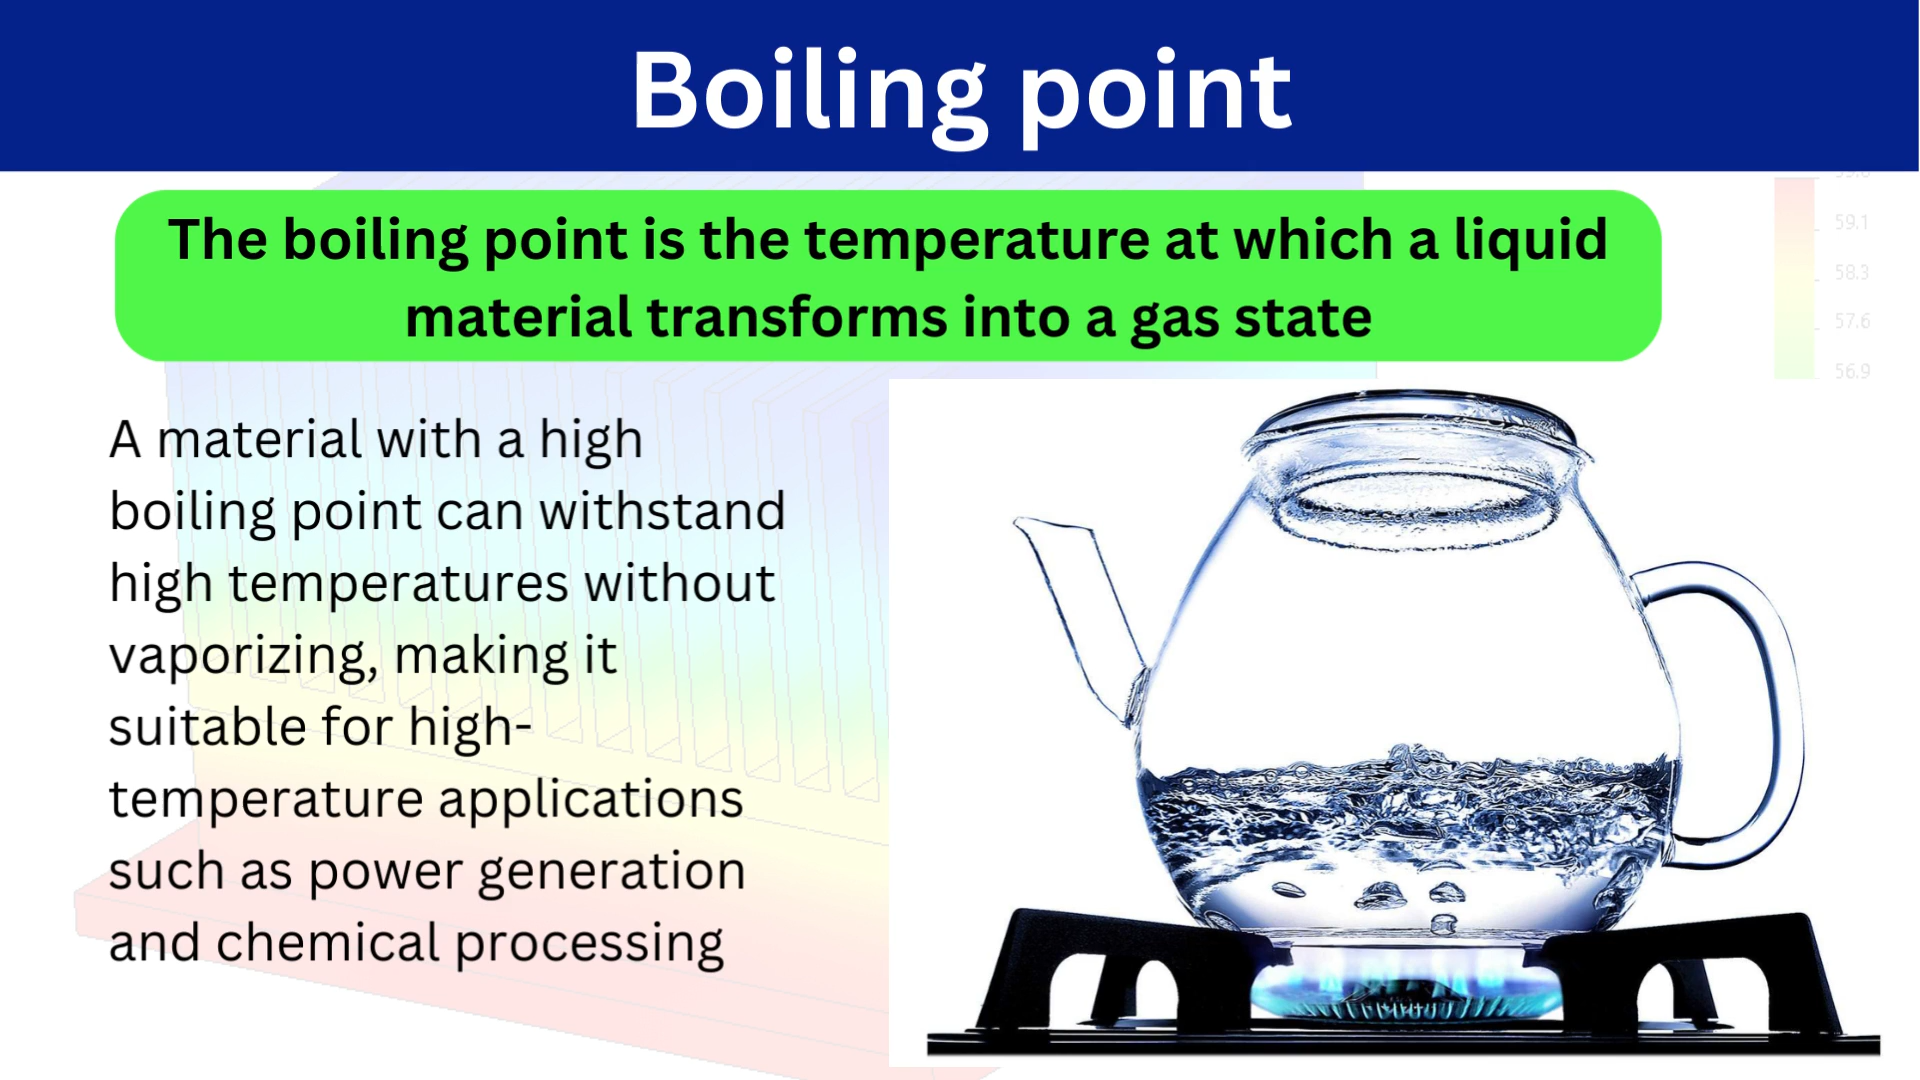 Boiling point
The boiling point is the temperature at which a liquid
material transforms into a gas state
59.1
58.3
57.6
56.9
A material with a high
boiling point can withstand
high temperatures without
vaporizing, making it
suitable for high-
temperature applications
such as power generation
and chemical processing